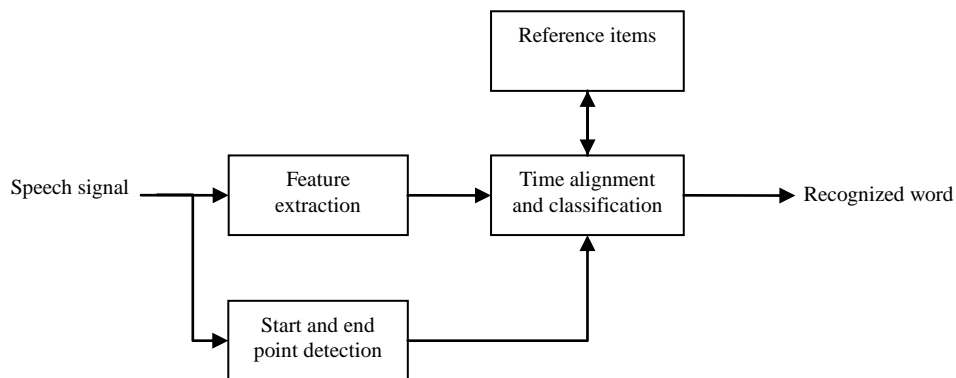 Reference items
Speech signal
Feature
extraction
Time alignment
and classification
Recognized word
Start and end
point detection